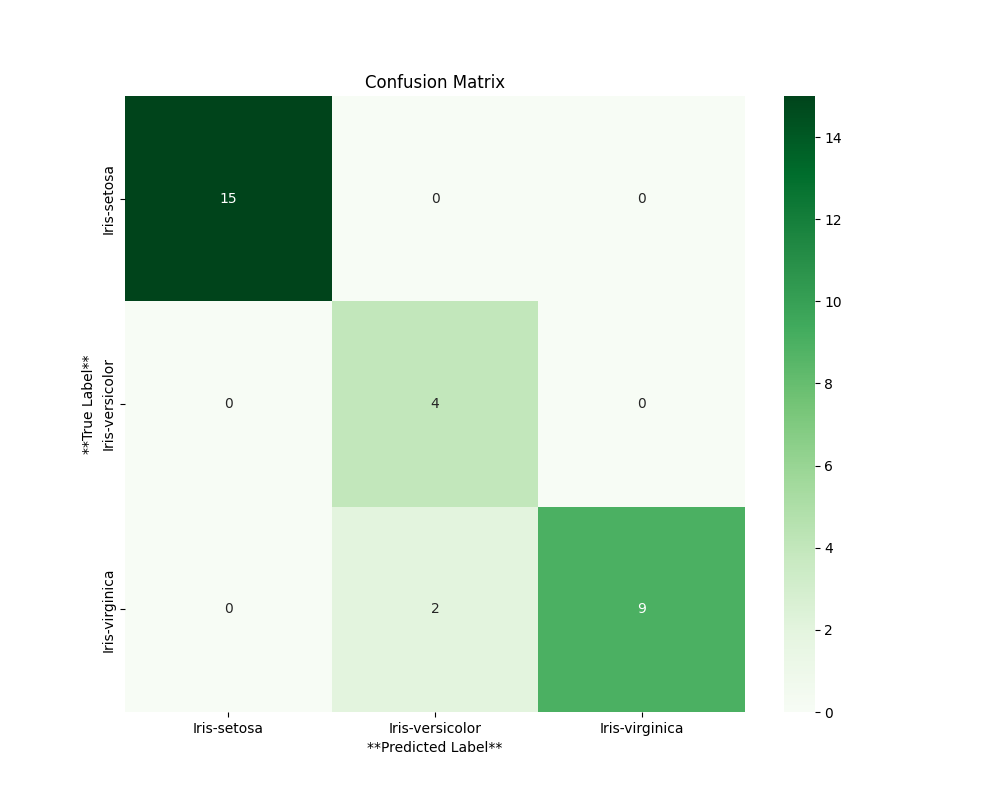 Confusion Matrix
**True Label**
Iris-setosa
15 0 0
Iris-versicolor
0 4 0
Iris-virginica
0 2 9
Iris-setosa Iris-versicolor Iris-virginica
**Predicted Label**
14
12
10
8
6
4
2
0